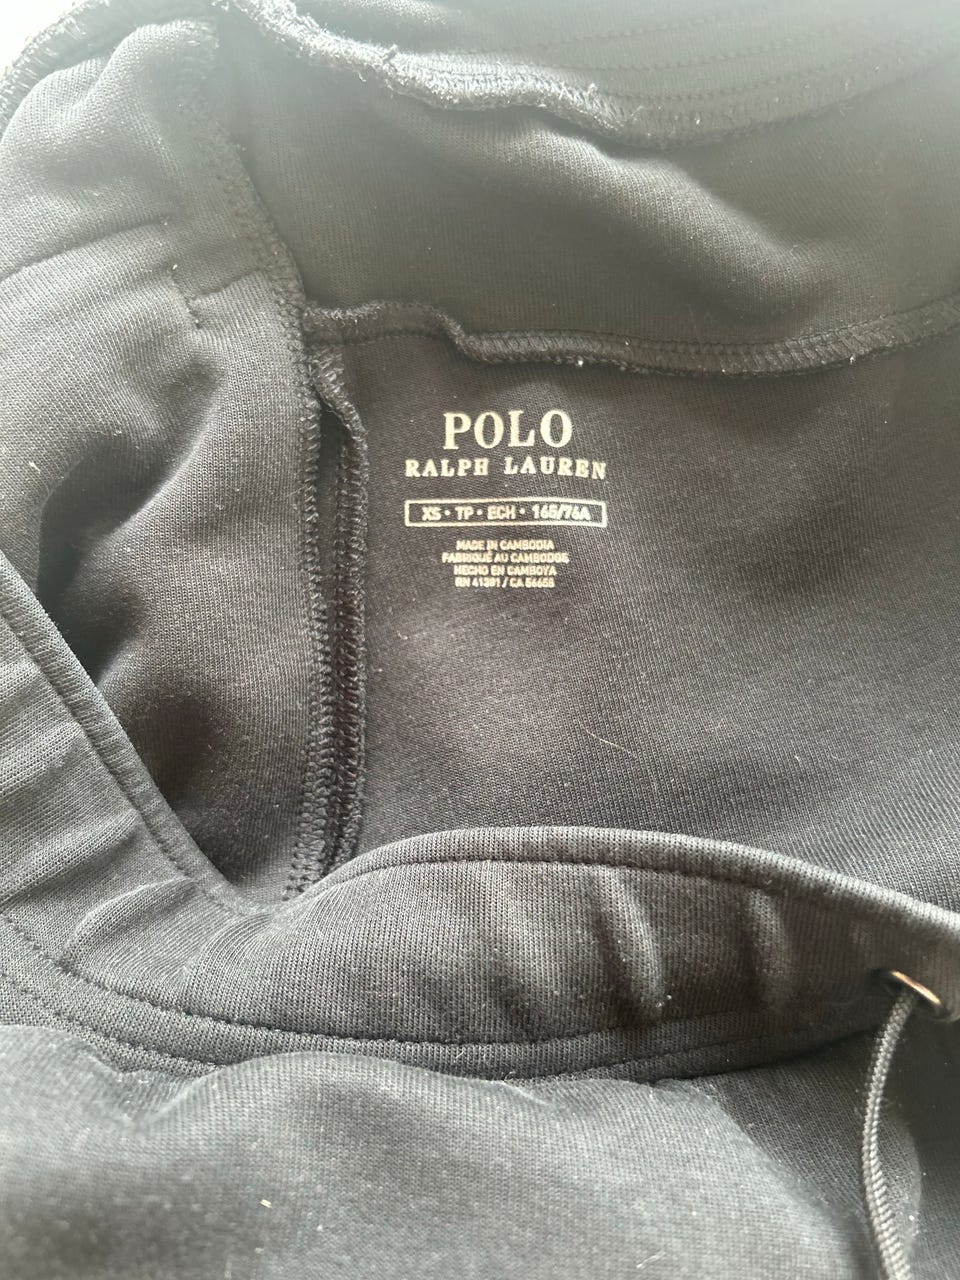 POLO
RALPH LAUREN
XS • TP • ECH • 165/76A
MADE IN CAMBODIA
FABRIQUÉ AU CAMBODGE
HECHO EN CAMBOYA
RN 41381 / CA 56658